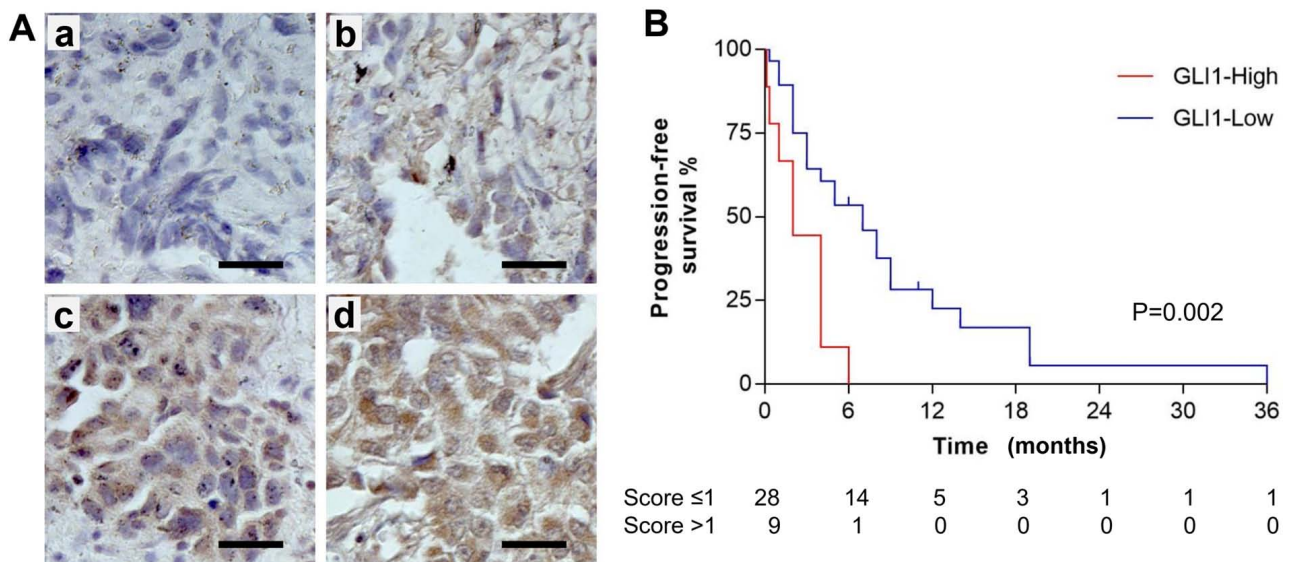 A
a
b
c
d
B
Progression-free
survival %
100
75
50
25
0
GLI1-High
GLI1-Low
P=0.002
0 6 12 18 24 30 36
Time (months)
Score ≤1 28 14 5 3 1 1 1
Score >1 9 1 0 0 0 0 0